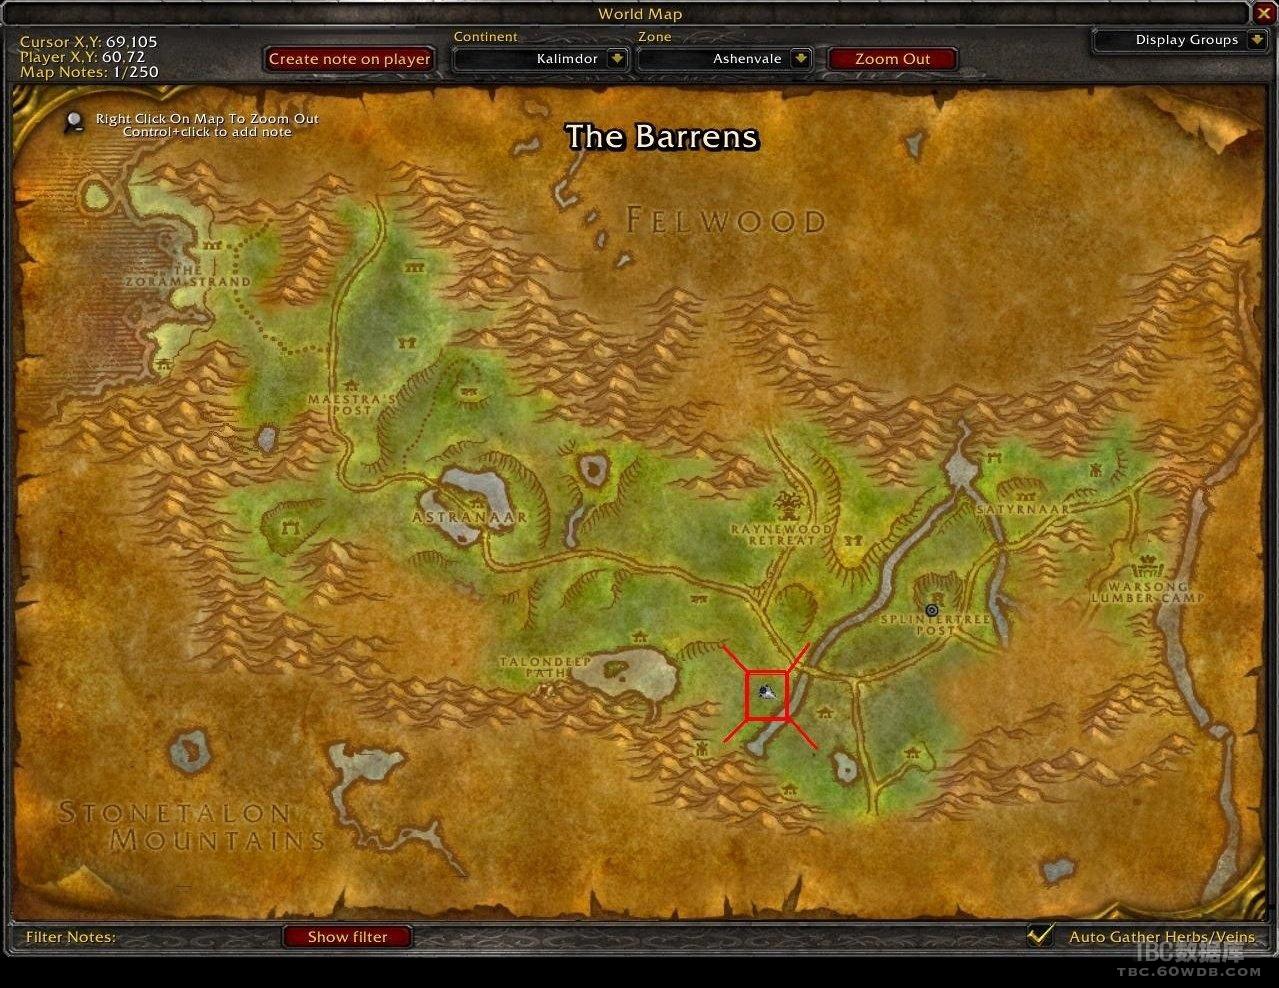 World Map
Cursor X,Y: 69,105
Player X,Y: 60,72
Map Notes: 1/250
Create note on player
Continent
Kalimdor
Zone
Ashenvale
Zoom Out
Display Groups
Right Click On Map To Zoom Out
Control+click to add note
The Barrens
FELWOOD
THE
ZORAM STRAND
MAESTRA'S
POST
ASTRANAAR
RAYNEWOOD
RETREAT
SATYRNAAR
WARSONG
LUMBER CAMP
SPLINTERTREE
POST
TALONDEEP
PATH
STONETALON
MOUNTAINS
Filter Notes:
Show filter
Auto Gather Herbs/Veins
TBC数据库
TBC.60WDB.COM